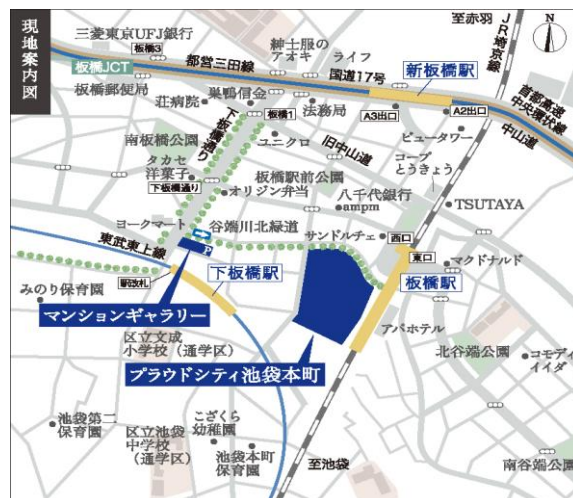 現地案内図
至赤羽
JR埼京線
N
三菱東京UFJ銀行
板橋3
紳士服の
アオキ
ライフ
都営三田線
国道17号
新板橋駅
板橋JCT
板橋郵便局
荘病院
巣鴨信金
法務局
A3出口
A2出口
首都高速
中央環状線
中山道
下板橋通り
板橋1
ビュータワー
南板橋公園
ユニクロ
旧中山道
コープ
とうきょう
タカセ
洋菓子
板橋駅前公園
下板橋通り
オリジン弁当
八千代銀行
ampm
TSUTAYA
ヨークマート
谷端川北緑道
サンドルチェ
西口
東口
東武東上線
マクドナルド
下板橋駅
板橋駅
みのり保育園
駅改札
マンションギャラリー
アパホテル
区立文成
小学校（通学区）
北谷端公園
プラウドシティ池袋本町
コモディ
イイダ
池袋第二
保育園
区立池袋
中学校
（通学区）
こざくら
幼稚園
池袋本町
保育園
至池袋
南谷端公園